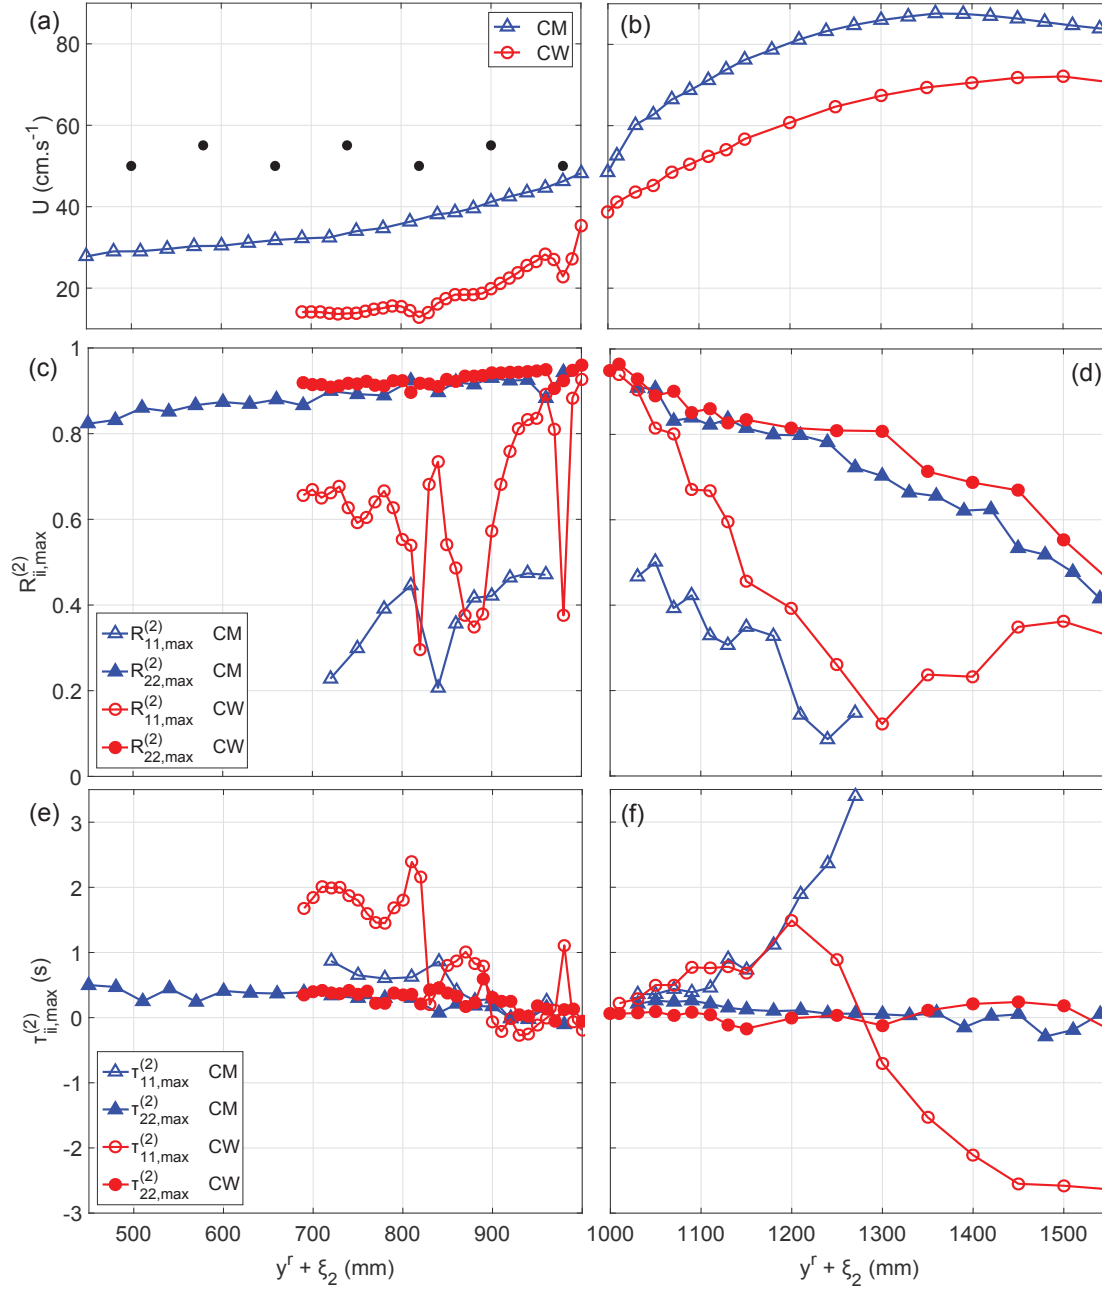 (a)
CM
CW
(b)
80
60
40
20
U (cm.s⁻¹)
(c)
(d)
1
0.8
0.6
0.4
0.2
0
R⁽²⁾ii,max
R⁽²⁾11,max CM
R⁽²⁾22,max CM
R⁽²⁾11,max CW
R⁽²⁾22,max CW
(e)
(f)
3
2
1
0
-1
-2
-3
τ⁽²⁾ii,max (s)
τ⁽²⁾11,max CM
τ⁽²⁾22,max CM
τ⁽²⁾11,max CW
τ⁽²⁾22,max CW
500 600 700 800 900 1000 1100 1200 1300 1400 1500
yʳ + ξ₂ (mm) yʳ + ξ₂ (mm)